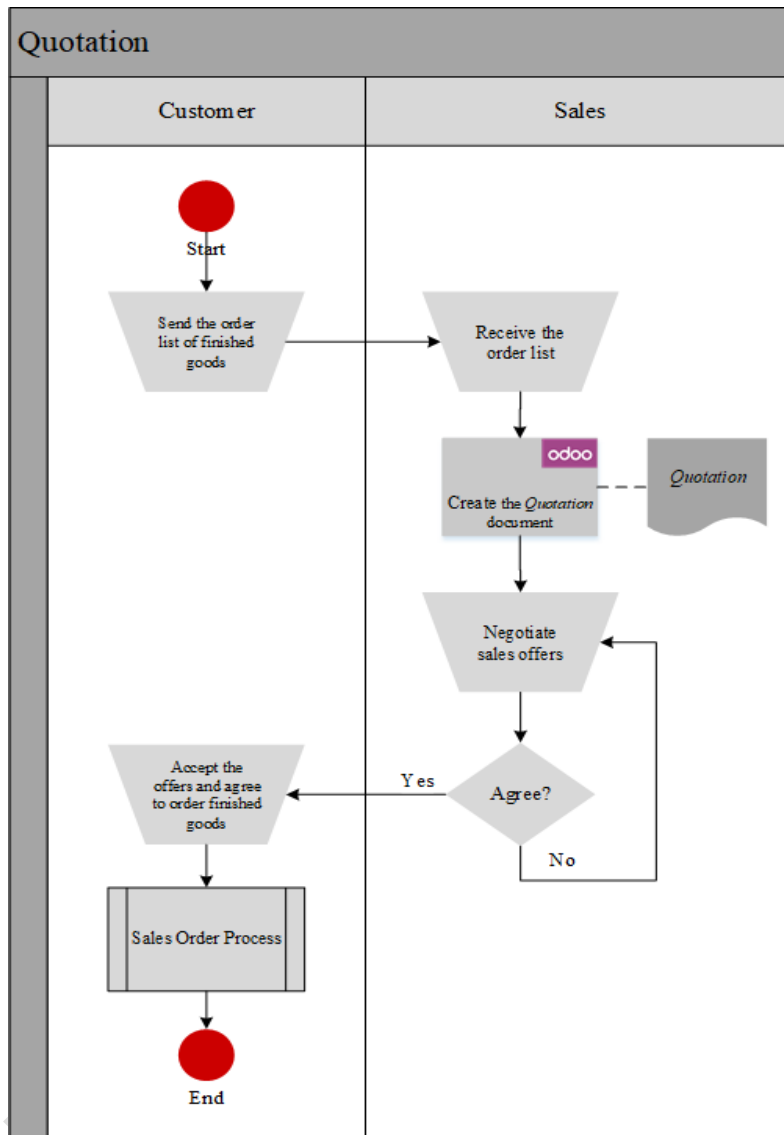 Quotation
Customer
Sales
Start
Send the order
list of finished
goods
Receive the
order list
odoo
Create the Quotation
document
Quotation
Negotiate
sales offers
Accept the
offers and agree
to order finished
goods
Yes
Agree?
No
Sales Order Process
End